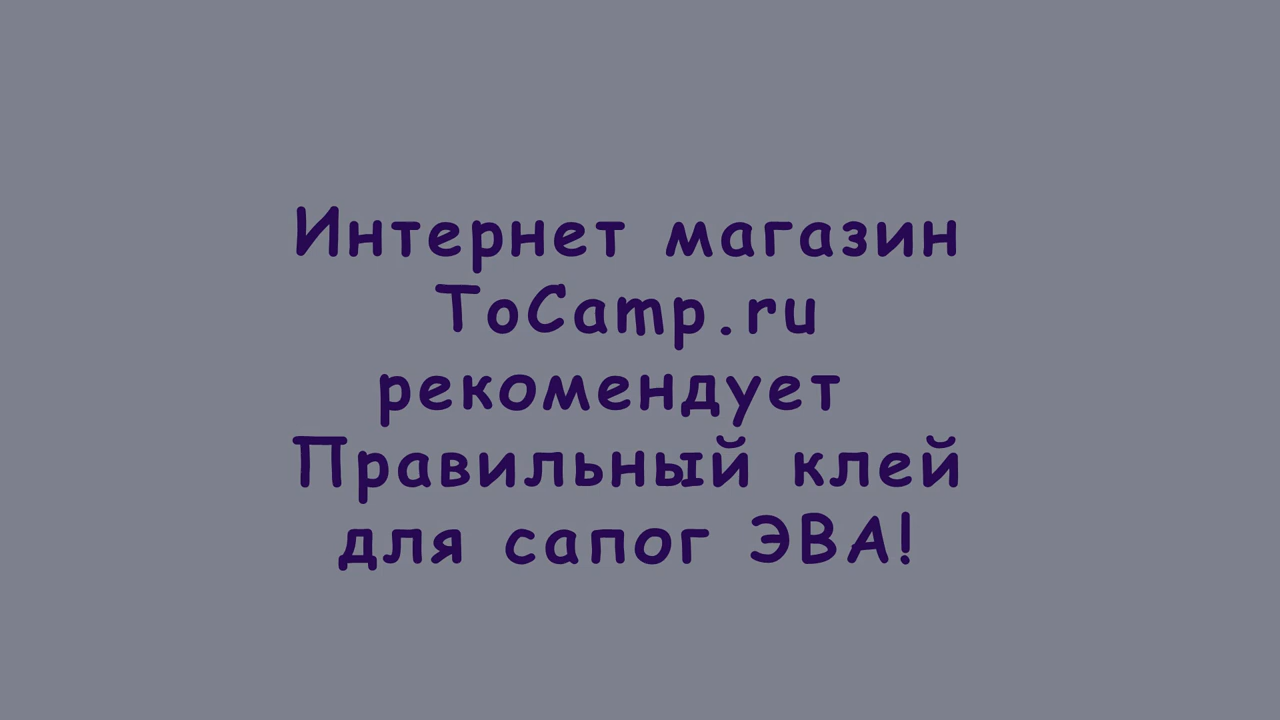 Интернет магазин
ToCamp.ru
рекомендует
Правильный клей
для сапог ЭВА!